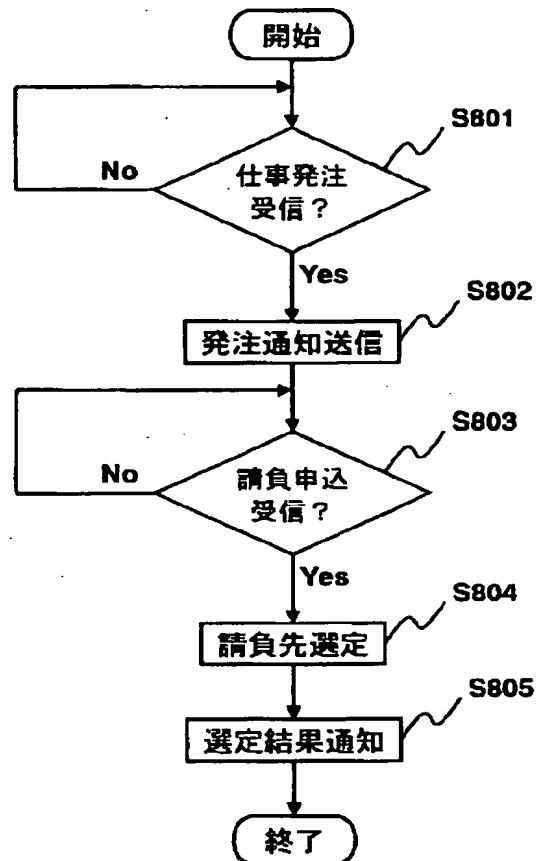 開始
S801
仕事発注
受信？
No
Yes
S802
発注通知送信
S803
請負申込
受信？
No
Yes
S804
請負先選定
S805
選定結果通知
終了